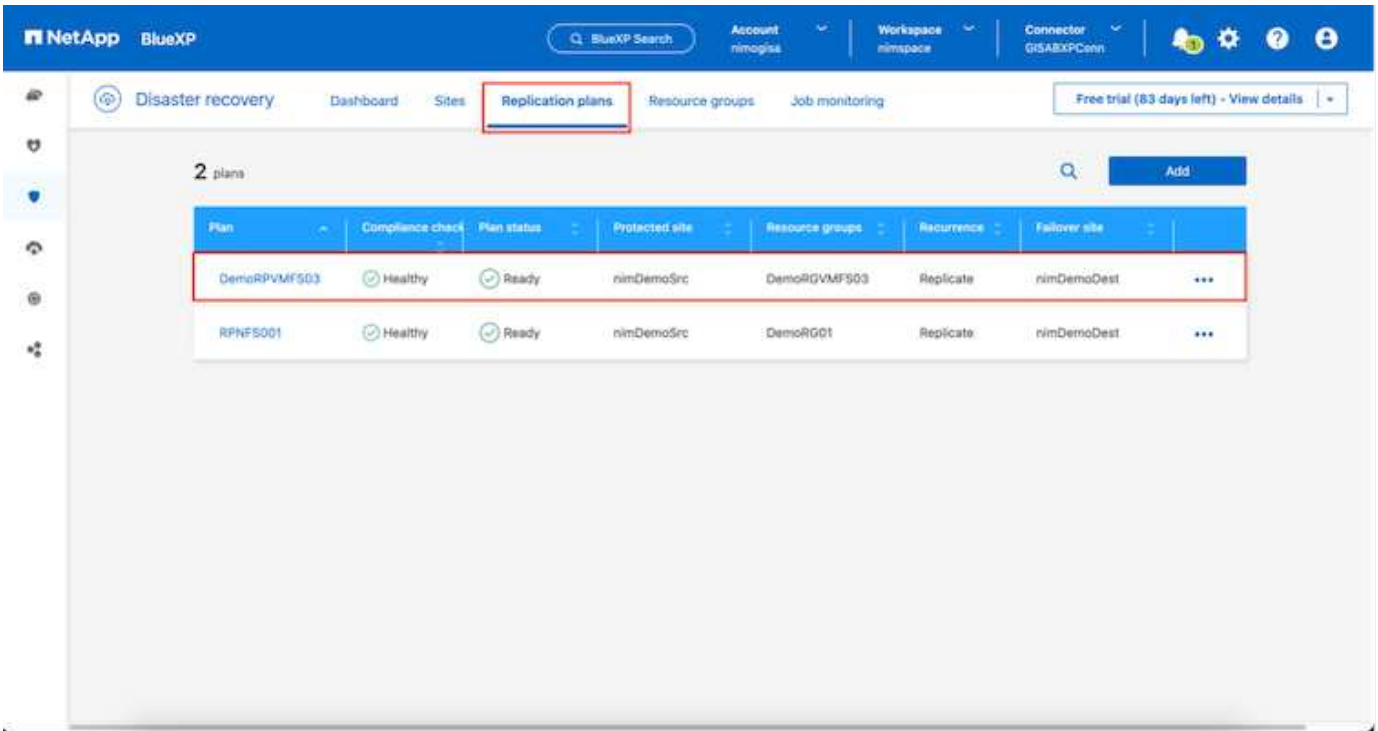 NetApp BlueXP
BlueXP Search
Account
nimogisa
Workspace
nimspace
Connector
GISABXPConn
1
Disaster recovery
Dashboard
Sites
Replication plans
Resource groups
Job monitoring
Free trial (83 days left) - View details
2 plans
Add
Plan Compliance check Plan status Protected site Resource groups Recurrence Failover site
DemoRPVMFS03 Healthy Ready nimDemoSrc DemoRGVMFS03 Replicate nimDemoDest
RPNFS001 Healthy Ready nimDemoSrc DemoRG01 Replicate nimDemoDest